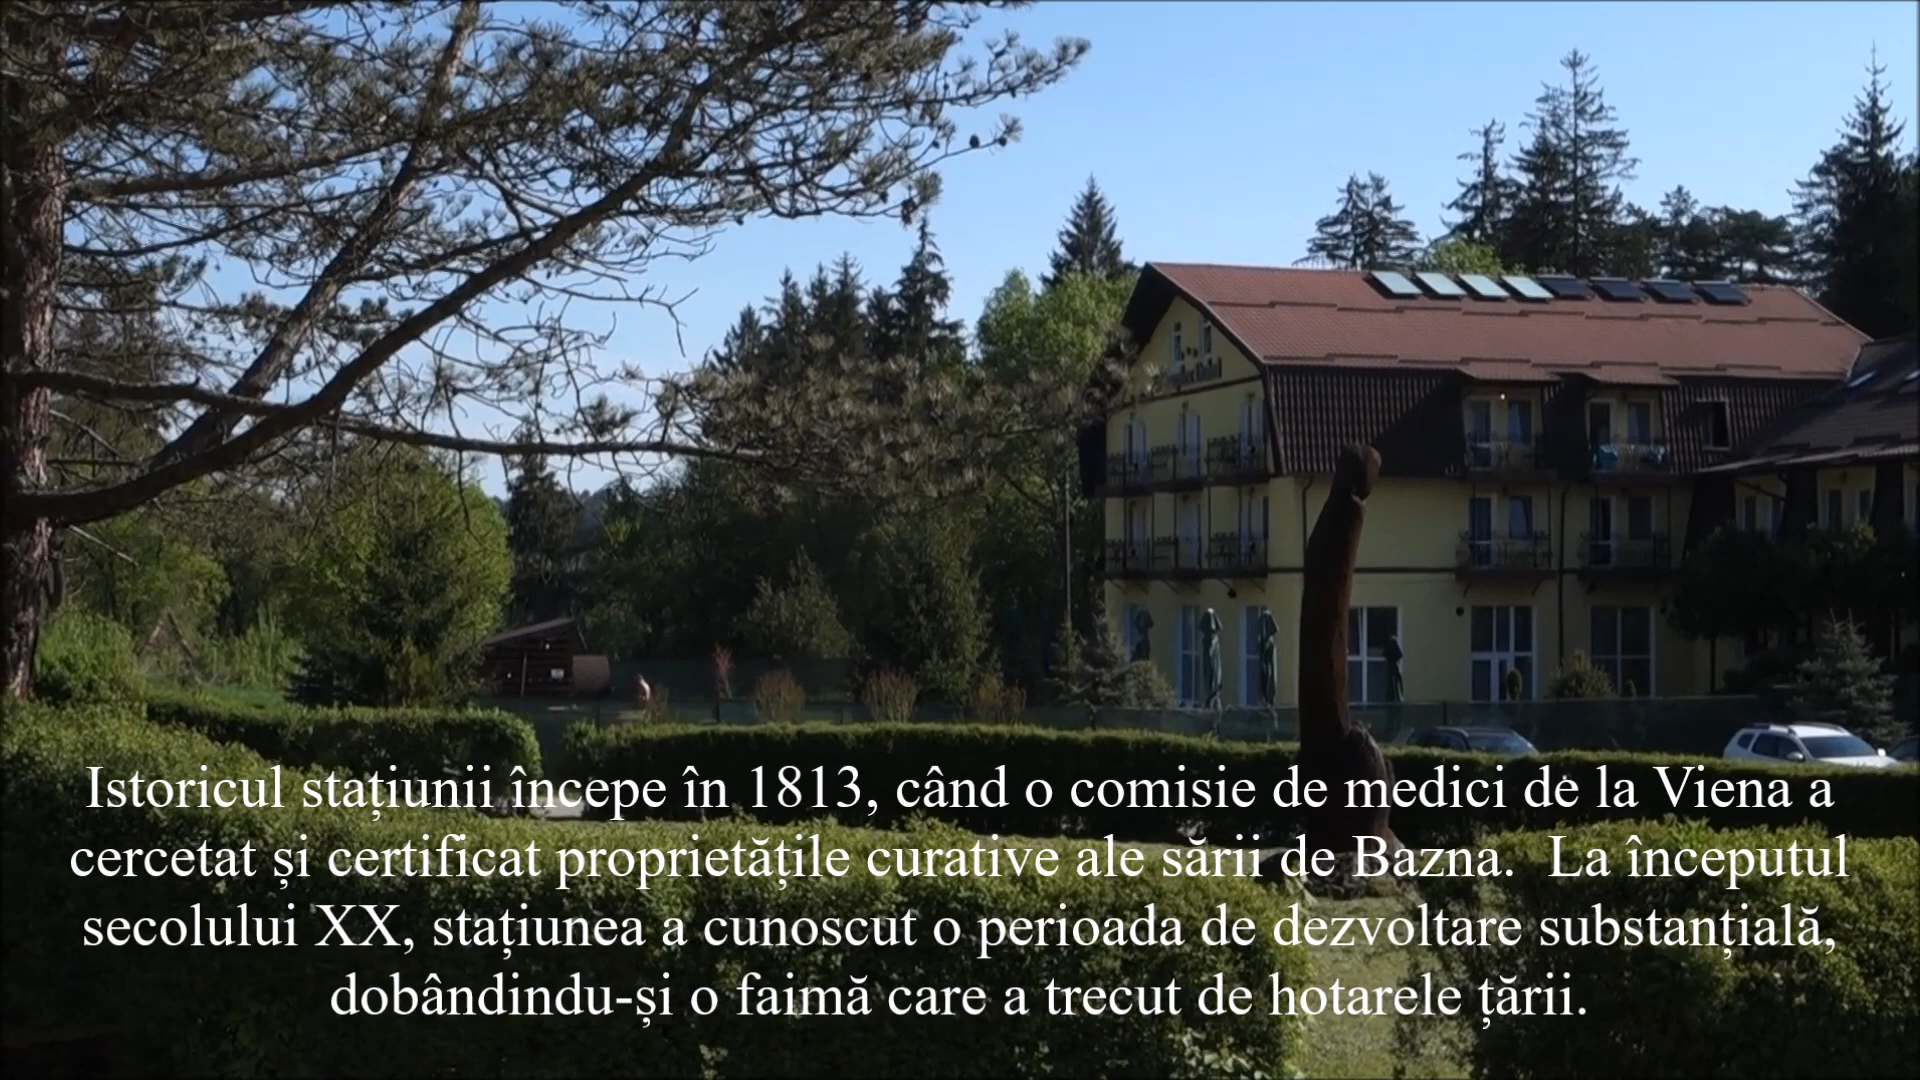 Istoricul stațiunii începe în 1813, când o comisie de medici de la Viena a
cercetat și certificat proprietățile curative ale sării de Bazna.  La începutul
secolului XX, stațiunea a cunoscut o perioada de dezvoltare substanțială,
dobândindu-și o faimă care a trecut de hotarele țării.